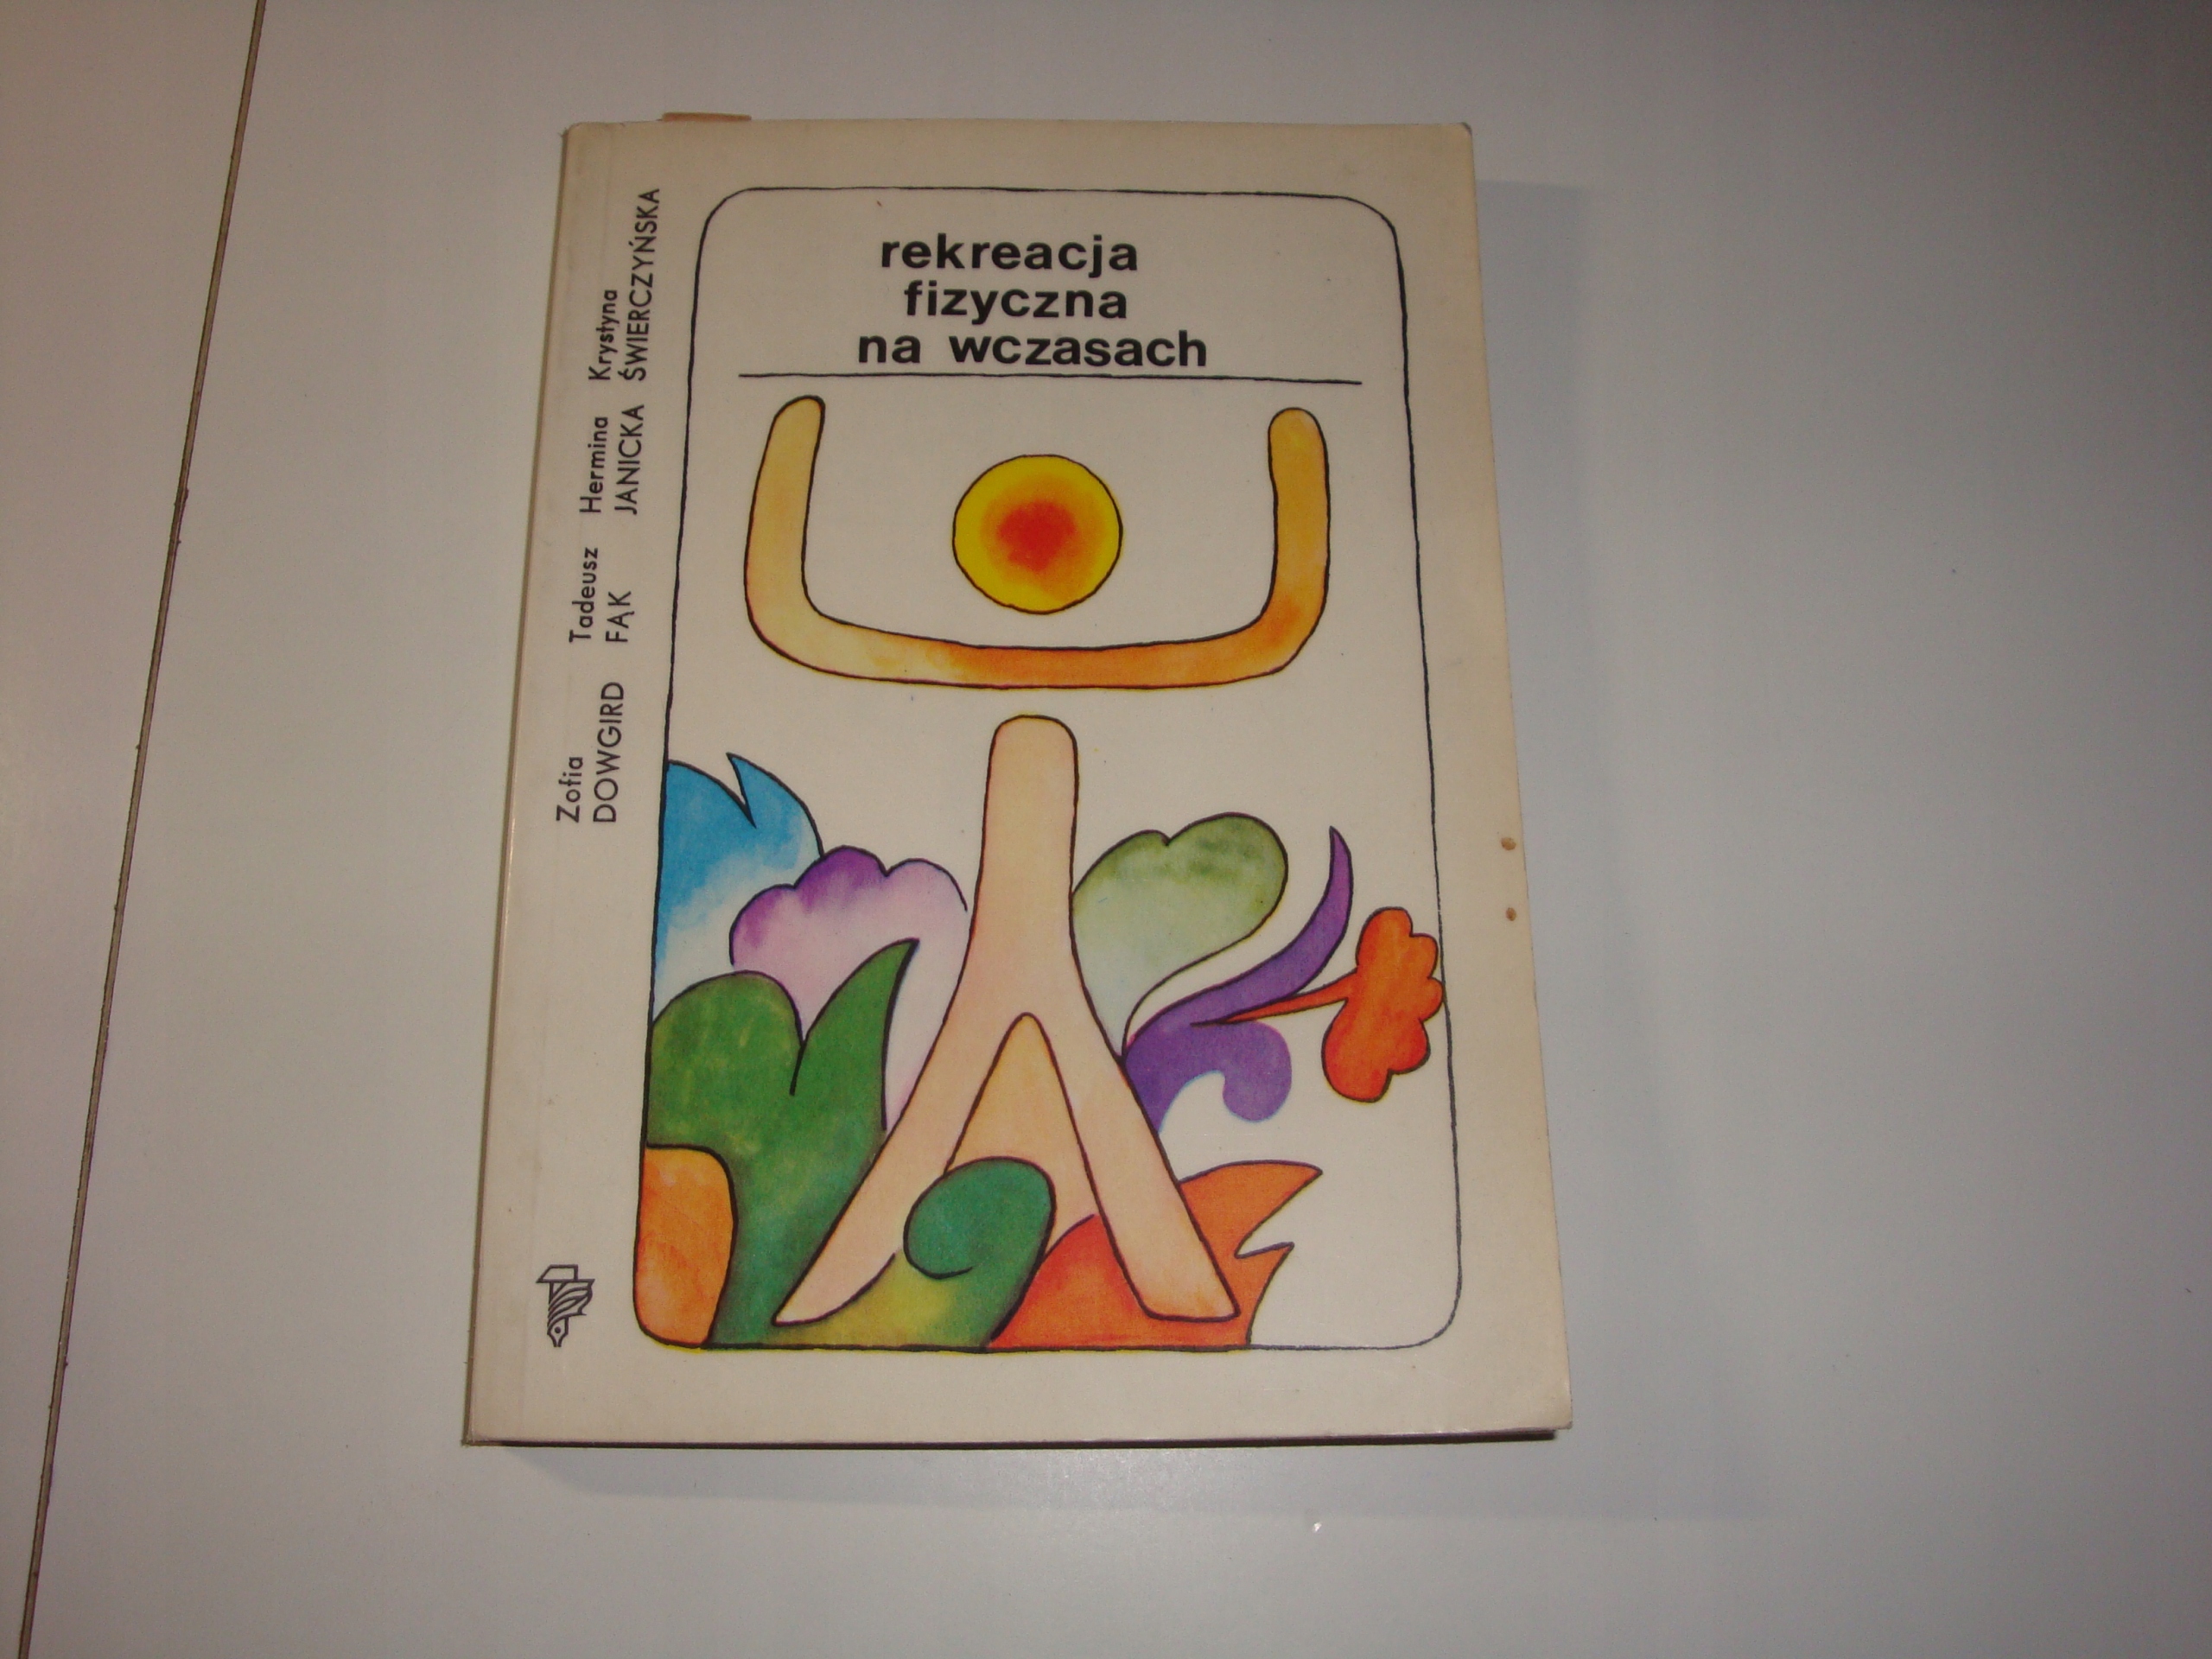 rekreacja
fizyczna
na wczasach
Zofia
DOWGIRD
Tadeusz
FĄK
Hermina
JANICKA
Krystyna
ŚWIERCZYŃSKA